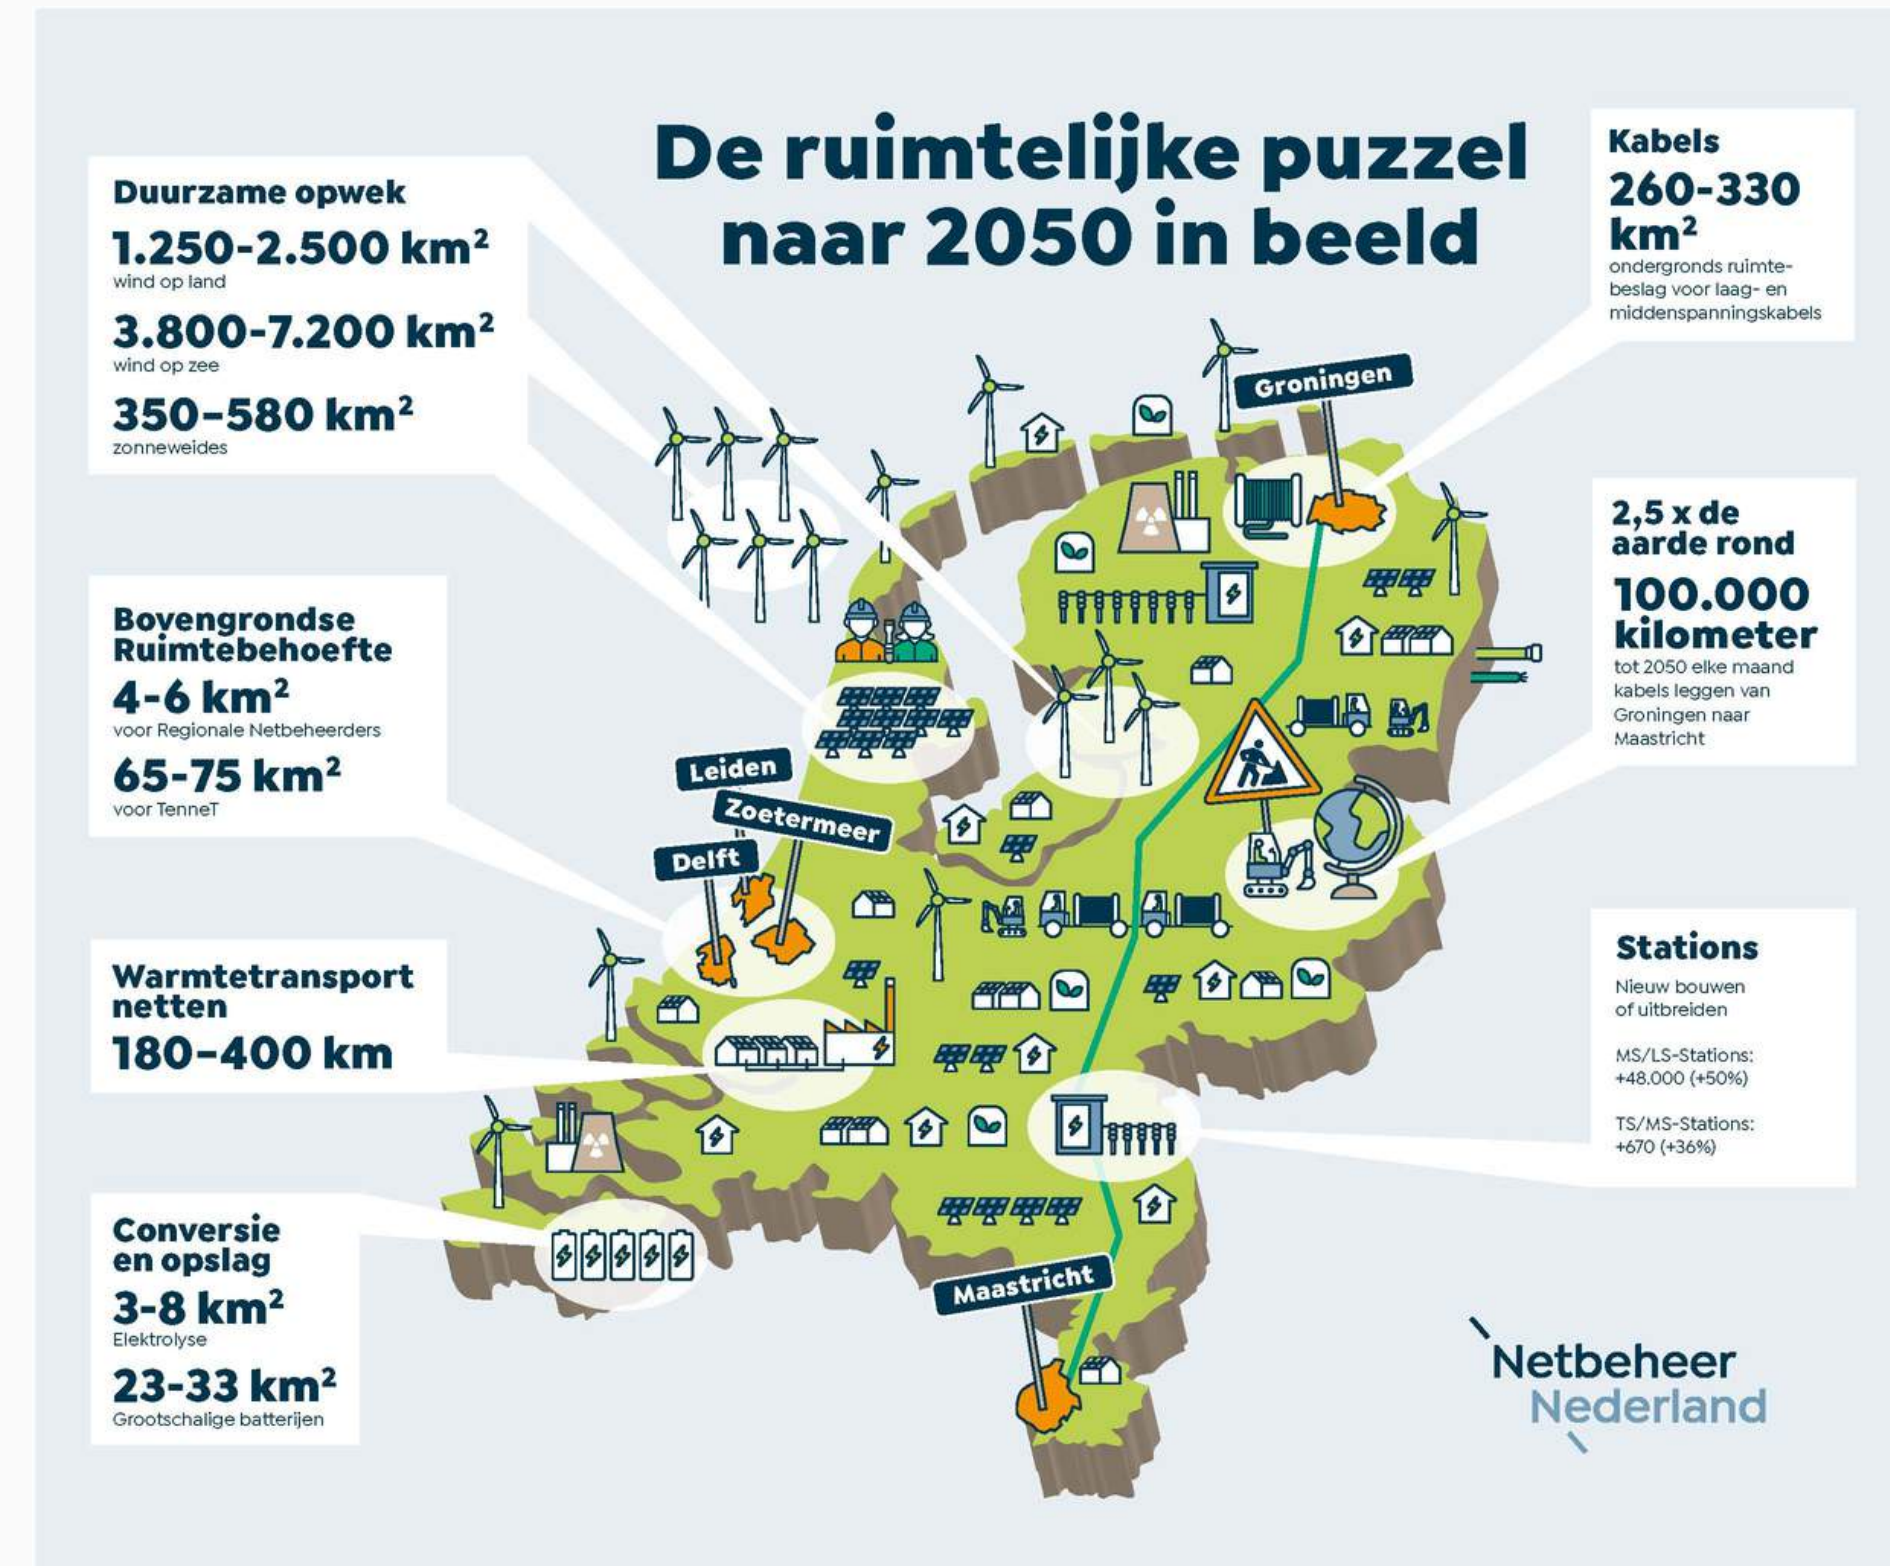 De ruimtelijke puzzel
naar 2050 in beeld
Duurzame opwek
1.250-2.500 km²
wind op land
3.800-7.200 km²
wind op zee
350-580 km²
zonneweides
Bovengrondse
Ruimtebehoefte
4-6 km²
voor Regionale Netbeheerders
65-75 km²
voor TenneT
Warmtetransport
netten
180-400 km
Conversie
en opslag
3-8 km²
Elektrolyse
23-33 km²
Grootschalige batterijen
Groningen
Leiden
Zoetermeer
Delft
Maastricht
Kabels
260-330
km²
ondergronds ruimte-
beslag voor laag- en
middenspanningskabels
2,5 x de
aarde rond
100.000
kilometer
tot 2050 elke maand
kabels leggen van
Groningen naar
Maastricht
Stations
Nieuw bouwen
of uitbreiden
MS/LS-Stations:
+48.000 (+50%)
TS/MS-Stations:
+670 (+36%)
Netbeheer
Nederland